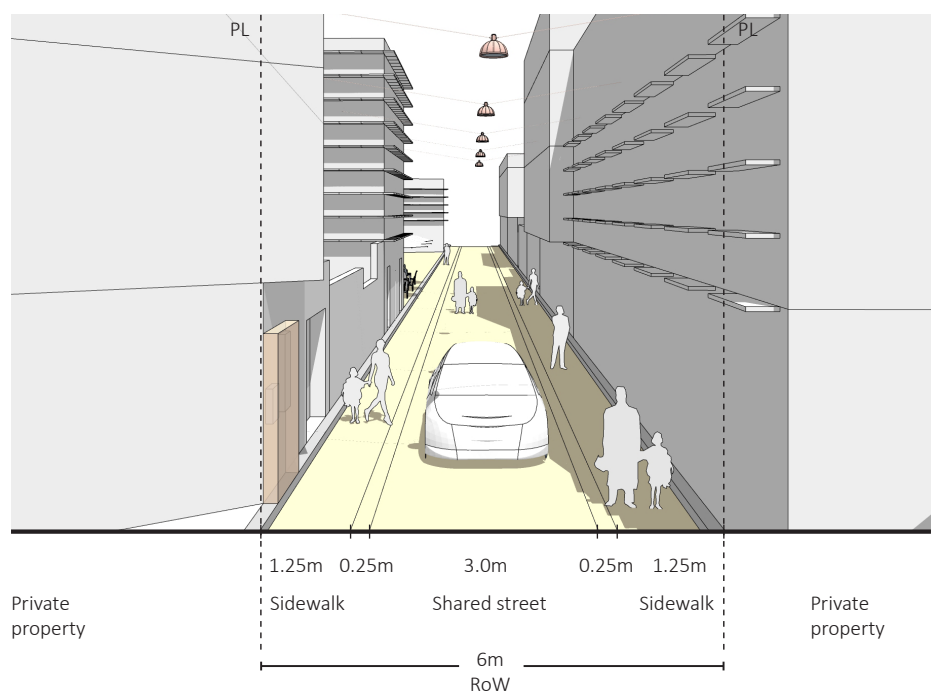 PL
PL
1.25m 0.25m 3.0m 0.25m 1.25m
Private
property
Sidewalk
Shared street
Sidewalk
Private
property
6m
RoW